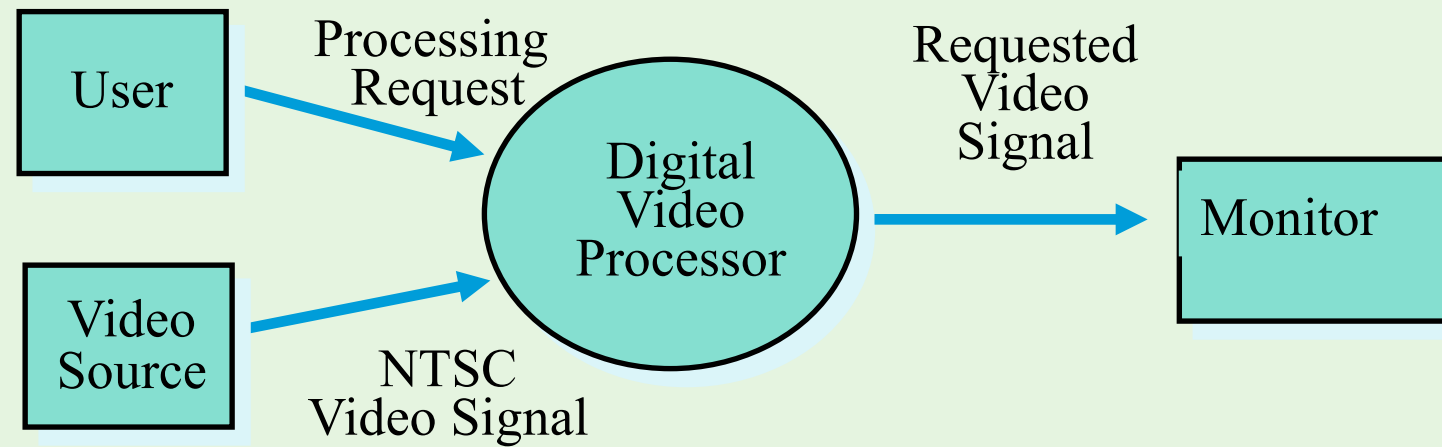 User
Processing
Request
Requested
Video
Signal
Digital
Video
Processor
Monitor
Video
Source
NTSC
Video Signal